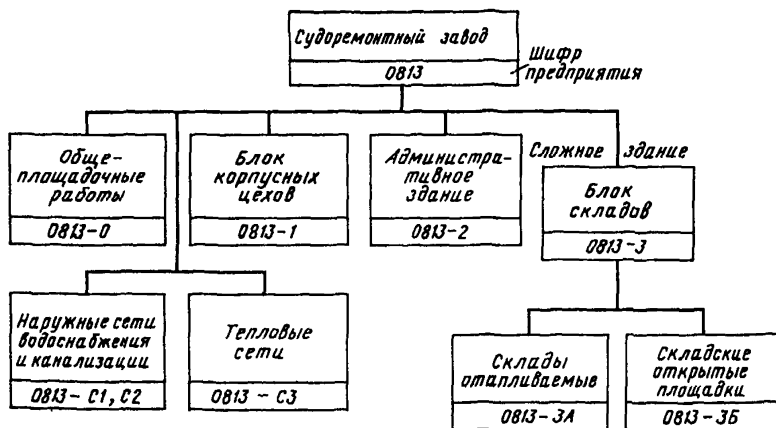 Судоремонтный завод
0813
Шифр
предприятия
Обще-
площадочные
работы
0813-0
Блок
корпусных
цехов
0813-1
Администра-
тивное
здание
0813-2
Сложное здание
Блок
складов
0813-3
Наружные сети
водоснабжения
и канализации
0813-С1, С2
Тепловые
сети
0813-С3
Склады
отапливаемые
0813-3А
Складские
открытые
площадки
0813-3Б